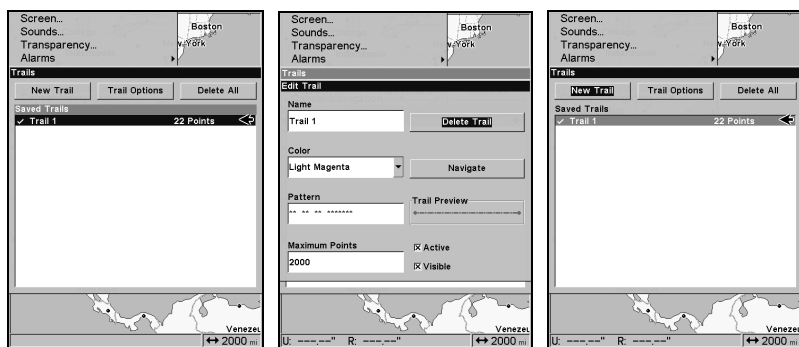 Screen...
Sounds...
Transparency...
Alarms
Boston
Trails
New Trail Trail Options Delete All
Saved Trails
✓ Trail 1 22 Points
Venezue
↔ 2000 mi
Screen...
Sounds...
Transparency...
Alarms
Boston
w-York
Trails
Edit Trail
Name
Trail 1
Delete Trail
Color
Light Magenta
Navigate
Pattern
** ** ** *******
Trail Preview
Maximum Points
2000
Active
Visible
Venezue
U: ---.--" R: ---.--" ↔ 2000 mi
Screen...
Sounds...
Transparency...
Alarms
Boston
w-York
Trails
New Trail Trail Options Delete All
Saved Trails
✓ Trail 1 22 Points
Venezue
U: ---.--" R: ---.--" ↔ 2000 mi